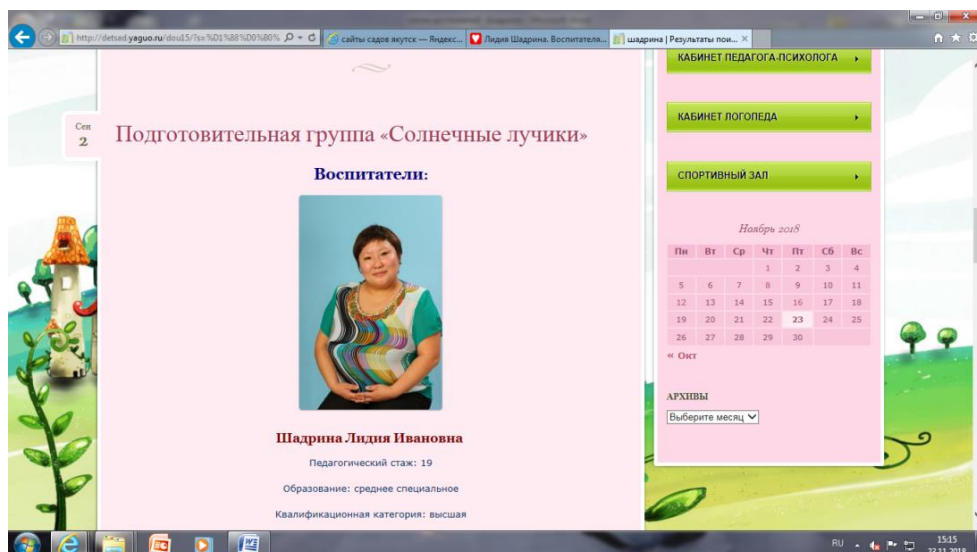 http://detsad.yaguo.ru/dou15/?s=%D1%88%D0%B0%
сайты садов якутск — Яндекс...
Лидия Шадрина. Воспитателя...
шадрина | Результаты пои...
КАБИНЕТ ПЕДАГОГА-ПСИХОЛОГА
Сен
2
Подготовительная группа «Солнечные лучики»
КАБИНЕТ ЛОГОПЕДА
Воспитатели:
СПОРТИВНЫЙ ЗАЛ
Ноябрь 2018
Пн Вт Ср Чт Пт Сб Вс
1 2 3 4
5 6 7 8 9 10 11
12 13 14 15 16 17 18
19 20 21 22 23 24 25
26 27 28 29 30
« Окт
АРХИВЫ
Выберите месяц
Шадрина Лидия Ивановна
Педагогический стаж: 19
Образование: среднее специальное
Квалификационная категория: высшая
RU
15:15